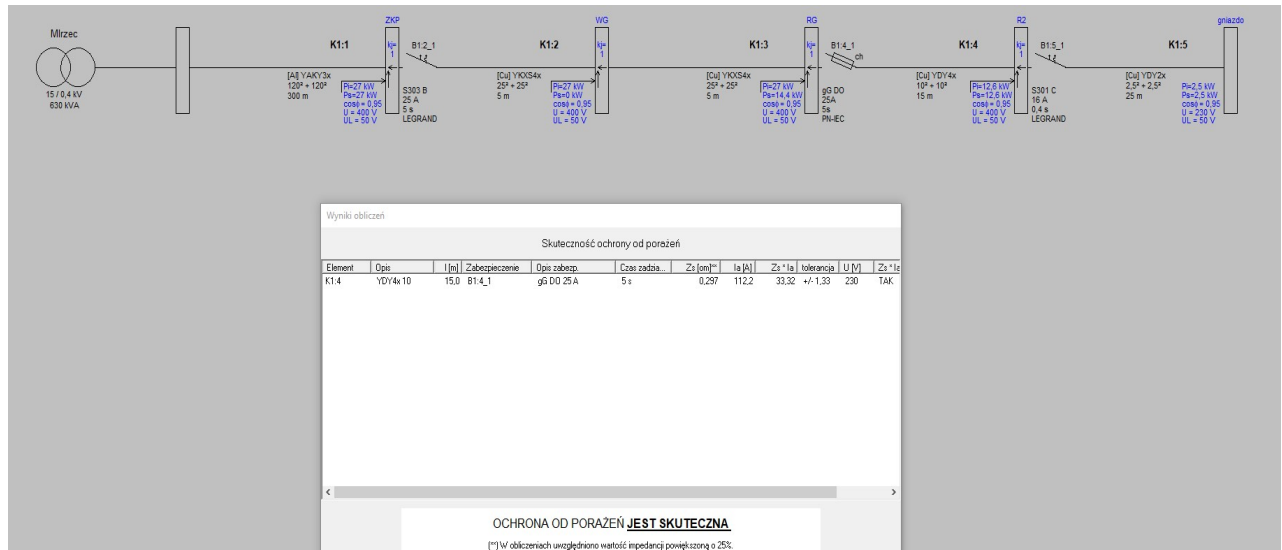 MIrzec
15 / 0,4 kV
630 kVA
K1:1
[Al] YAKY3x
120² + 120²
300 m
Pi=27 kW
Ps=27 kW
cosϕ = 0,95
U = 400 V
UL = 50 V
ZKP
kj=
1
B1:2_1
S303 B
25 A
5 s
LEGRAND
K1:2
[Cu] YKXS4x
25² + 25²
5 m
Pi=27 kW
Ps=0 kW
cosϕ = 0,95
U = 400 V
UL = 50 V
WG
kj=
1
K1:3
[Cu] YKXS4x
25² + 25²
5 m
Pi=27 kW
Ps=14,4 kW
cosϕ = 0,95
U = 400 V
UL = 50 V
RG
kj=
1
B1:4_1
ch
gG DO
25A
5s
PN-IEC
K1:4
[Cu] YDY4x
10² + 10²
15 m
Pi=12,6 kW
Ps=12,6 kW
cosϕ = 0,95
U = 400 V
UL = 50 V
R2
kj=
1
B1:5_1
S301 C
16 A
0,4 s
LEGRAND
K1:5
[Cu] YDY2x
2,5² + 2,5²
25 m
Pi=2,5 kW
Ps=2,5 kW
cosϕ = 0,95
U = 230 V
UL = 50 V
gniazdo
Wyniki obliczeń
Skuteczność ochrony od porażeń
Element Opis l [m] Zabezpieczenie Opis zabezp. Czas zadzia... Zs [om]** Ia [A] Zs * Ia tolerancja U [V] Zs * Ia
K1:4 YDY4x 10 15,0 B1:4_1 gG DO 25 A 5 s 0,297 112,2 33,32 +/- 1,33 230 TAK
OCHRONA OD PORAŻEŃ JEST SKUTECZNA
(**) W obliczeniach uwzględniono wartość impedancji powiększoną o 25%.